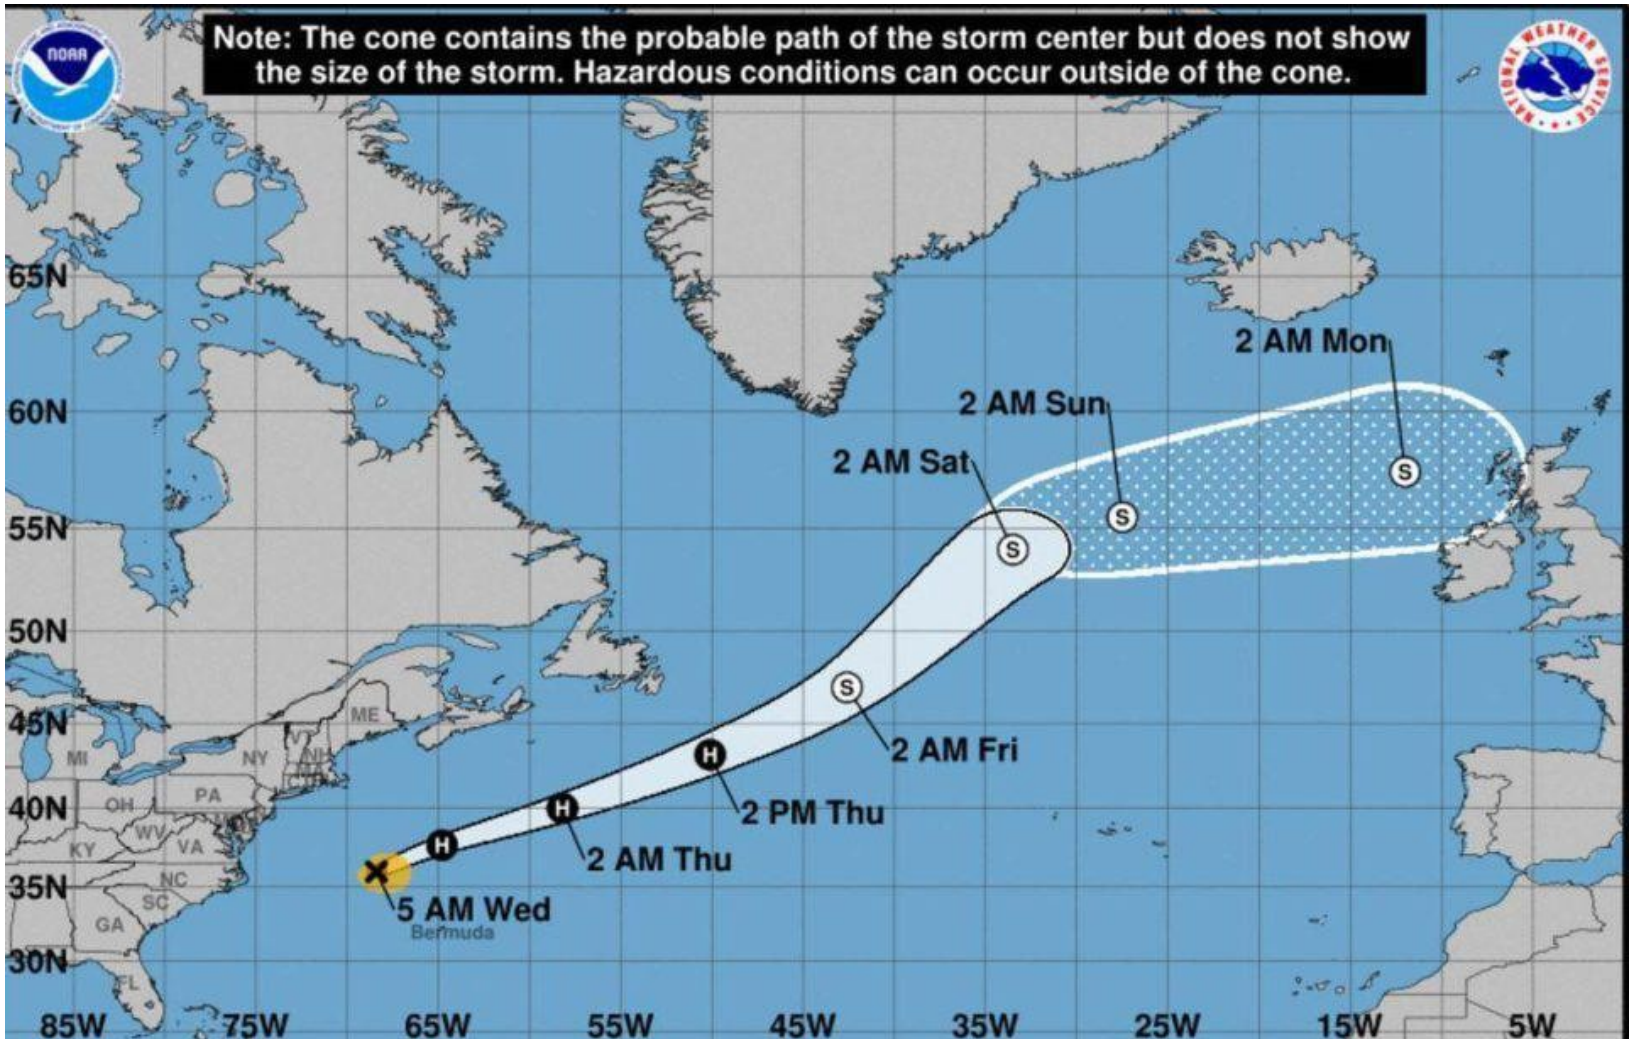 Note: The cone contains the probable path of the storm center but does not show
the size of the storm. Hazardous conditions can occur outside of the cone.
NOAA
NATIONAL WEATHER SERVICE
65N
2 AM Mon
60N
2 AM Sun
2 AM Sat
S
55N
S
S
50N
S
ME
45N
VT
NH
MI
NY
MA
H
2 AM Fri
PA
40N
OH
H
2 PM Thu
WV
VA
KY
H
2 AM Thu
35N
NC
SC
5 AM Wed
GA
Bermuda
30N
FL
85W 75W 65W 55W 45W 35W 25W 15W 5W